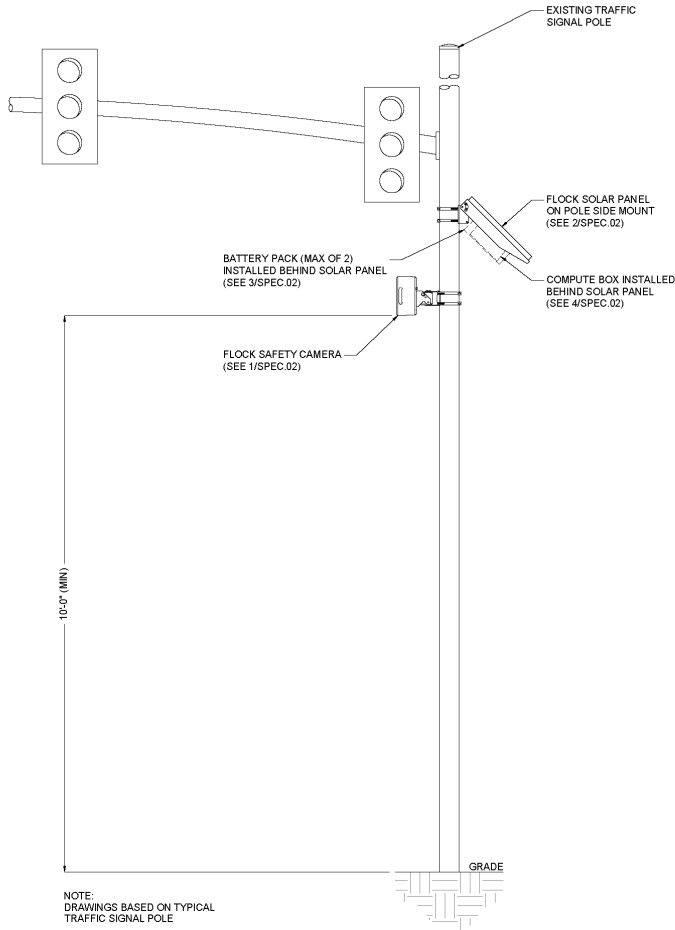 EXISTING TRAFFIC
SIGNAL POLE
FLOCK SOLAR PANEL
ON POLE SIDE MOUNT
(SEE 2/SPEC.02)
BATTERY PACK (MAX OF 2)
INSTALLED BEHIND SOLAR PANEL
(SEE 3/SPEC.02)
COMPUTE BOX INSTALLED
BEHIND SOLAR PANEL
(SEE 4/SPEC.02)
FLOCK SAFETY CAMERA
(SEE 1/SPEC.02)
10'-0" (MIN)
GRADE
NOTE:
DRAWINGS BASED ON TYPICAL
TRAFFIC SIGNAL POLE